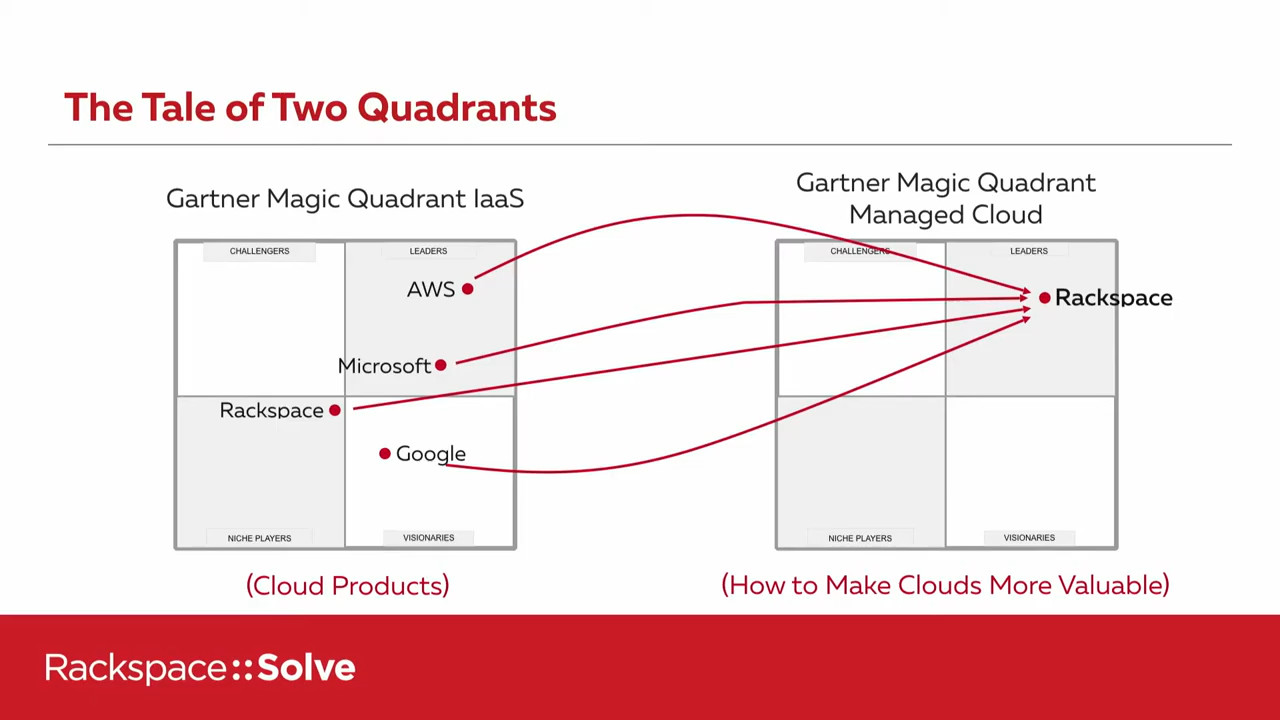 The Tale of Two Quadrants
Gartner Magic Quadrant IaaS
CHALLENGERS
LEADERS
AWS
Microsoft
Rackspace
Google
NICHE PLAYERS
VISIONARIES
(Cloud Products)
Gartner Magic Quadrant
Managed Cloud
CHALLENGERS
LEADERS
Rackspace
NICHE PLAYERS
VISIONARIES
(How to Make Clouds More Valuable)
Rackspace::Solve